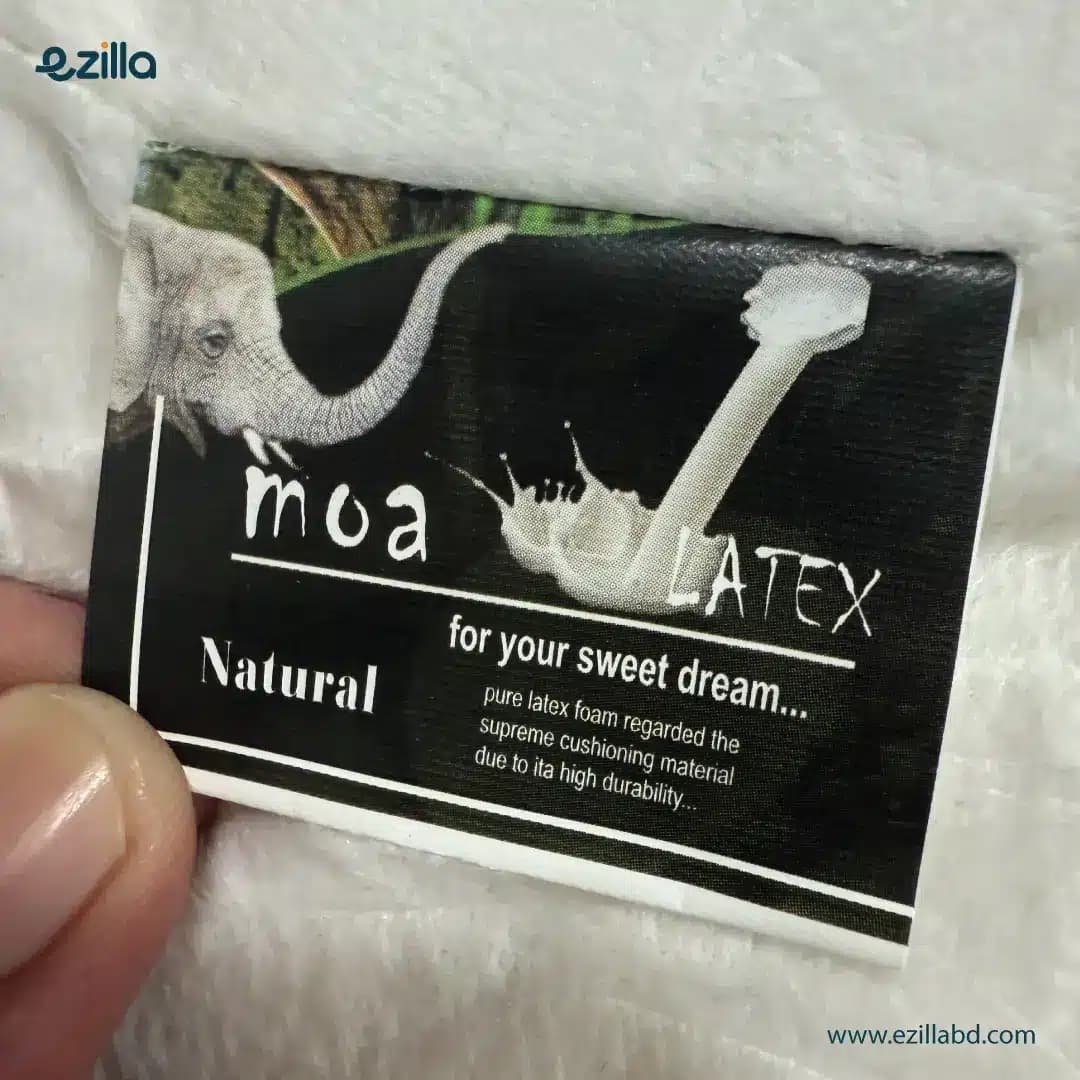 ezilla
moa
LATEX
Natural
for your sweet dream...
pure latex foam regarded the
supreme cushioning material
due to ita high durability...
www.ezillabd.com